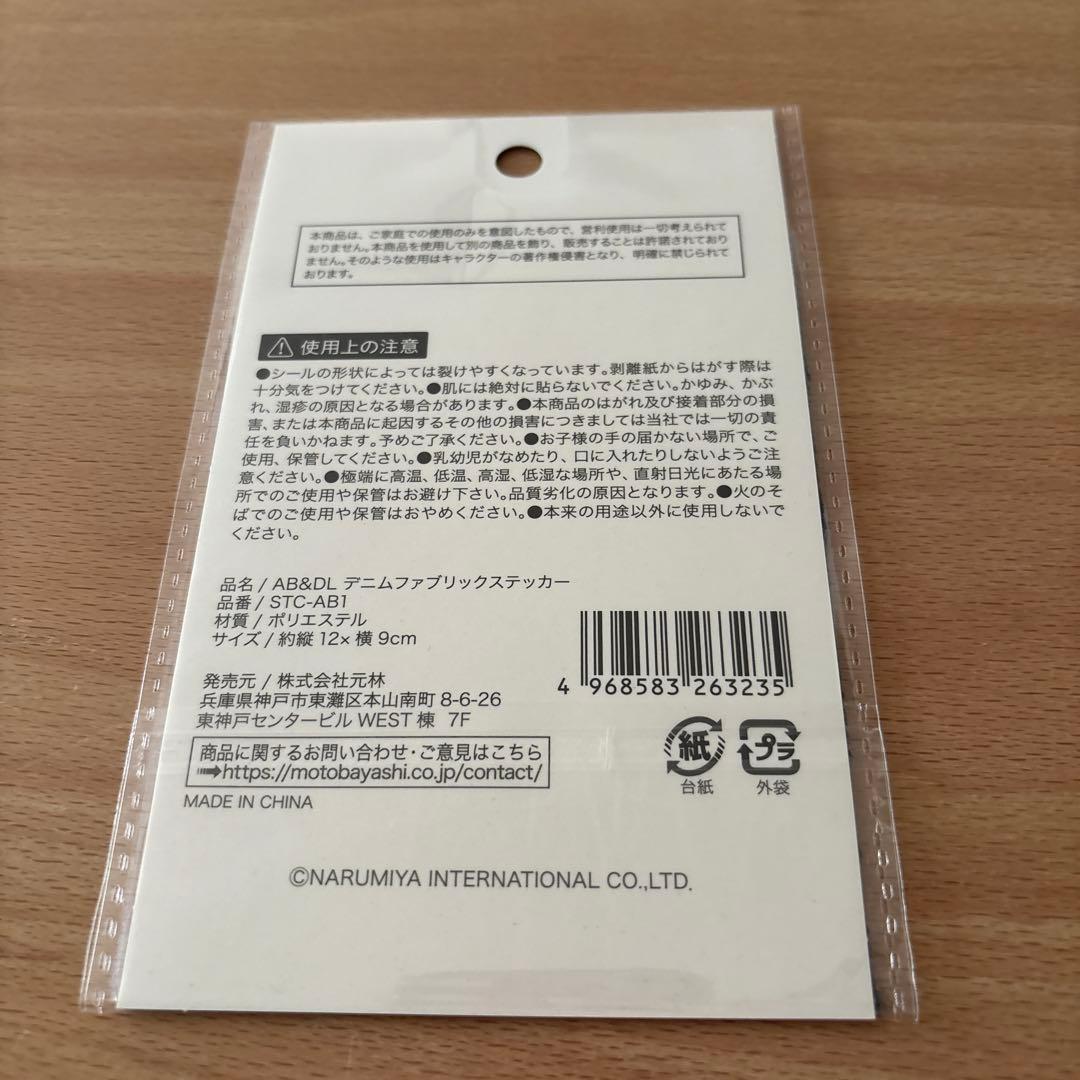 本商品は、ご家庭での使用のみを意図したもので、営利使用は一切考えられて
おりません。本商品を使用して別の商品を飾り、販売することは許諾されており
ません。そのような使用はキャラクターの著作権侵害となり、明確に禁じられて
おります。
使用上の注意
●シールの形状によっては裂けやすくなっています。剥離紙からはがす際は
十分気をつけてください。●肌には絶対に貼らないでください。かゆみ、かぶ
れ、湿疹の原因となる場合があります。●本商品のはがれ及び接着部分の損
害、または本商品に起因するその他の損害につきましては当社では一切の責
任を負いかねます。予めご了承ください。●お子様の手の届かない場所で、ご
使用、保管してください。●乳幼児がなめたり、口に入れたりしないようご注
意ください。●極端に高温、低温、高湿、低湿な場所や、直射日光にあたる場
所でのご使用や保管はお避け下さい。品質劣化の原因となります。●火のそ
ばでのご使用や保管はおやめください。●本来の用途以外に使用しないで
ください。
品名 / AB&DL デニムファブリックステッカー
品番 / STC-AB1
材質 / ポリエステル
サイズ / 約縦 12× 横 9cm
発売元 / 株式会社元林
兵庫県神戸市東灘区本山南町 8-6-26
東神戸センタービル WEST 棟 7F
商品に関するお問い合わせ・ご意見はこちら
➡https://motobayashi.co.jp/contact/
MADE IN CHINA
4 968583 263235
紙
台紙
プラ
外袋
©NARUMIYA INTERNATIONAL CO.,LTD.